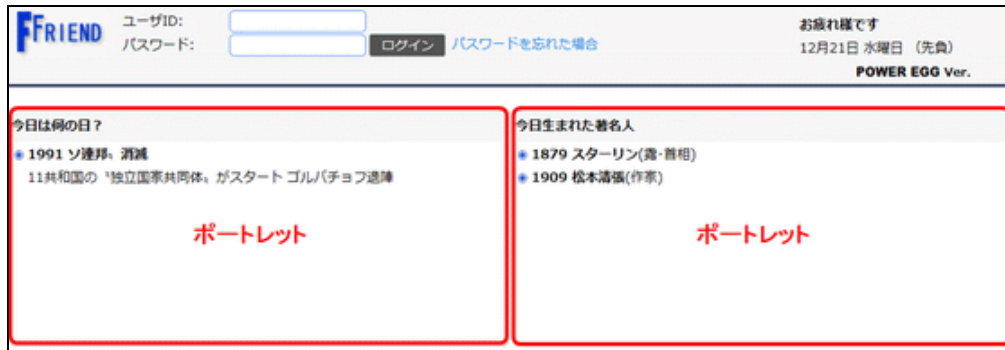 FFRIEND
ユーザID:
パスワード:
ログイン パスワードを忘れた場合
お疲れ様です
12月21日 水曜日 （先負）
POWER EGG Ver.
今日は何の日？
1991 ソ連邦、消滅
11共和国の〝独立国家共同体〟がスタート ゴルバチョフ退陣
ポートレット
今日生まれた著名人
1879 スターリン(露・首相)
1909 松本清張(作家)
ポートレット